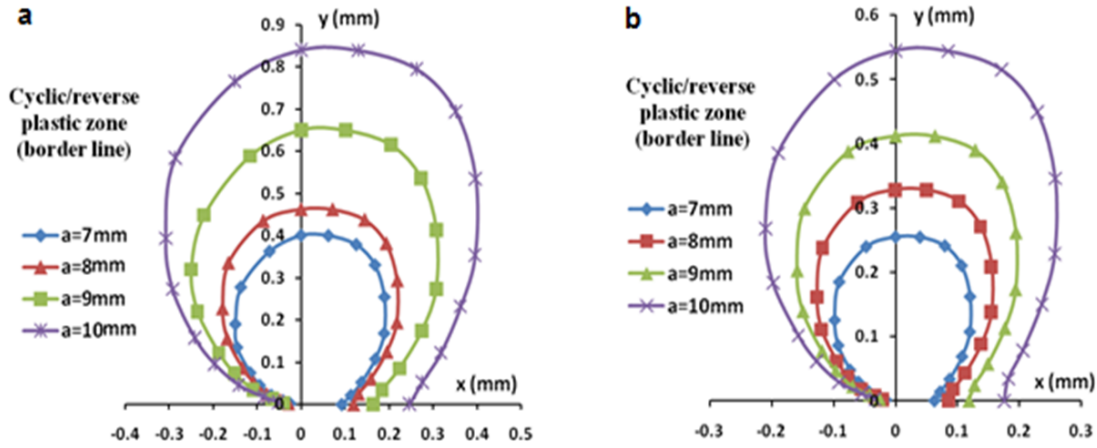 a
y (mm)
0.9
0.8
0.7
0.6
0.5
0.4
0.3
0.2
0.1
0
Cyclic/reverse
plastic zone
(border line)
a=7mm
a=8mm
a=9mm
a=10mm
x (mm)
-0.4 -0.3 -0.2 -0.1 0 0.1 0.2 0.3 0.4 0.5
b
y (mm)
0.6
0.5
0.4
0.3
0.2
0.1
0
Cyclic/reverse
plastic zone
(border line)
a=7mm
a=8mm
a=9mm
a=10mm
x (mm)
-0.3 -0.2 -0.1 0 0.1 0.2 0.3